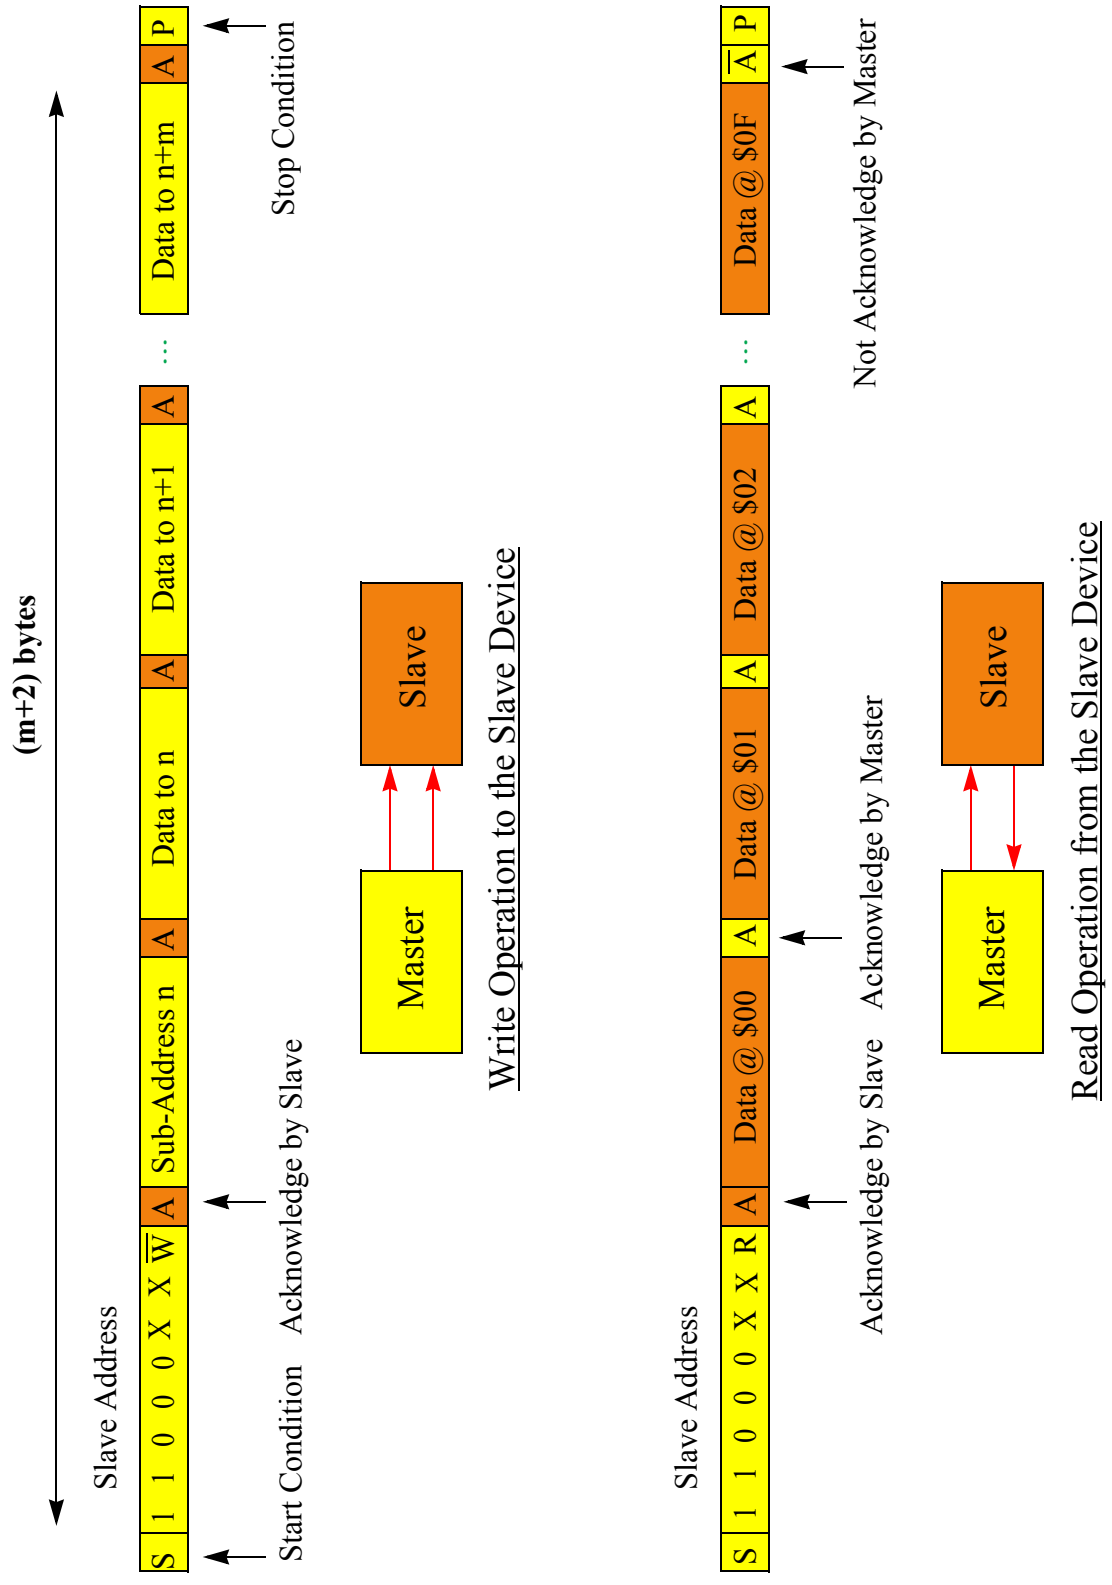 (m+2) bytes
Slave Address
S 1 1 0 0 0 X X W̅ A Sub-Address n A Data to n A Data to n+1 A ... Data to n+m A P
Start Condition Acknowledge by Slave Stop Condition
Master Slave
Write Operation to the Slave Device
Slave Address
S 1 1 0 0 0 X X R A Data @ $00 A Data @ $01 A Data @ $02 A ... Data @ $0F A̅ P
Acknowledge by Slave Acknowledge by Master Not Acknowledge by Master
Master Slave
Read Operation from the Slave Device